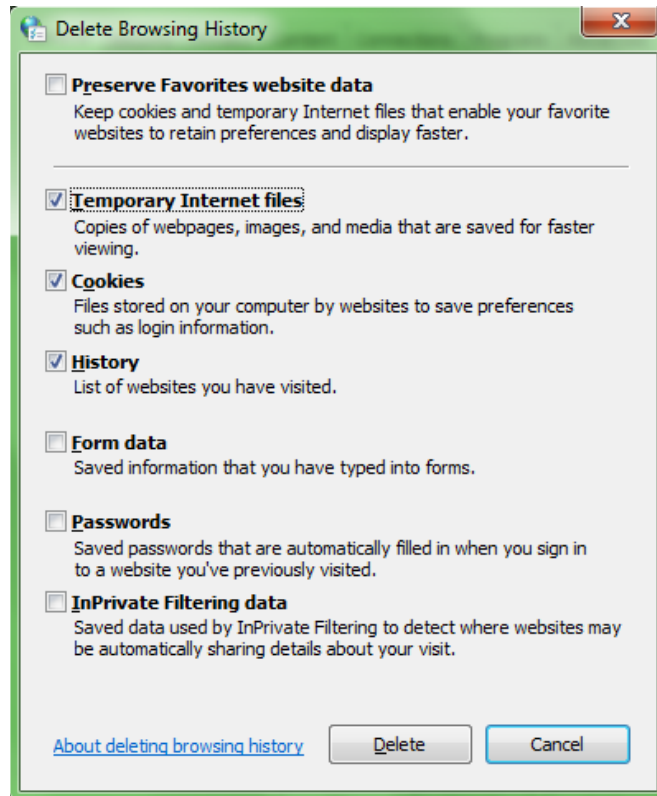 Delete Browsing History
Preserve Favorites website data
Keep cookies and temporary Internet files that enable your favorite
websites to retain preferences and display faster.
Temporary Internet files
Copies of webpages, images, and media that are saved for faster
viewing.
Cookies
Files stored on your computer by websites to save preferences
such as login information.
History
List of websites you have visited.
Form data
Saved information that you have typed into forms.
Passwords
Saved passwords that are automatically filled in when you sign in
to a website you've previously visited.
InPrivate Filtering data
Saved data used by InPrivate Filtering to detect where websites may
be automatically sharing details about your visit.
About deleting browsing history Delete Cancel